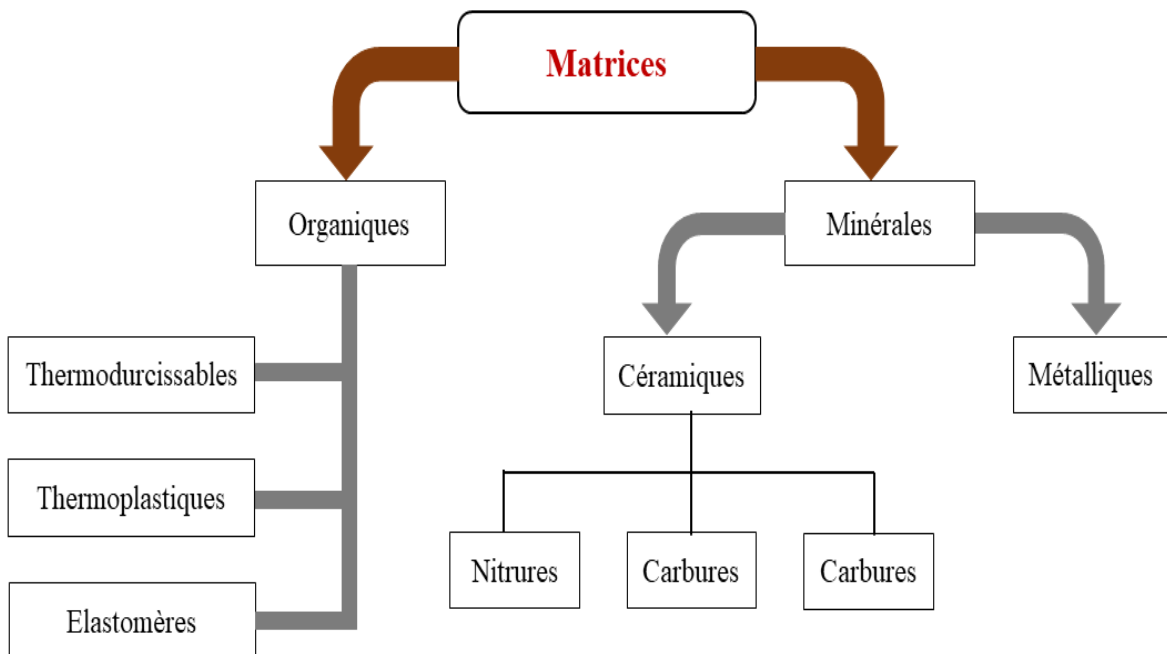 Matrices
Organiques
Minérales
Thermodurcissables
Céramiques
Métalliques
Thermoplastiques
Nitrures
Carbures
Carbures
Elastomères